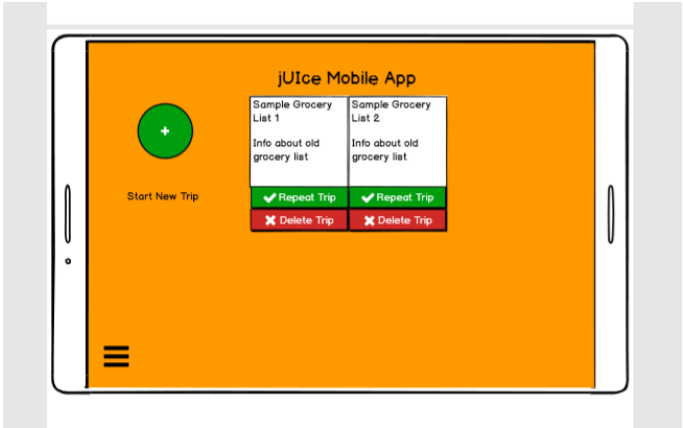 jUIce Mobile App
+
Start New Trip
Sample Grocery
List 1
Info about old
grocery list
Repeat Trip
Delete Trip
Sample Grocery
List 2
Info about old
grocery list
Repeat Trip
Delete Trip